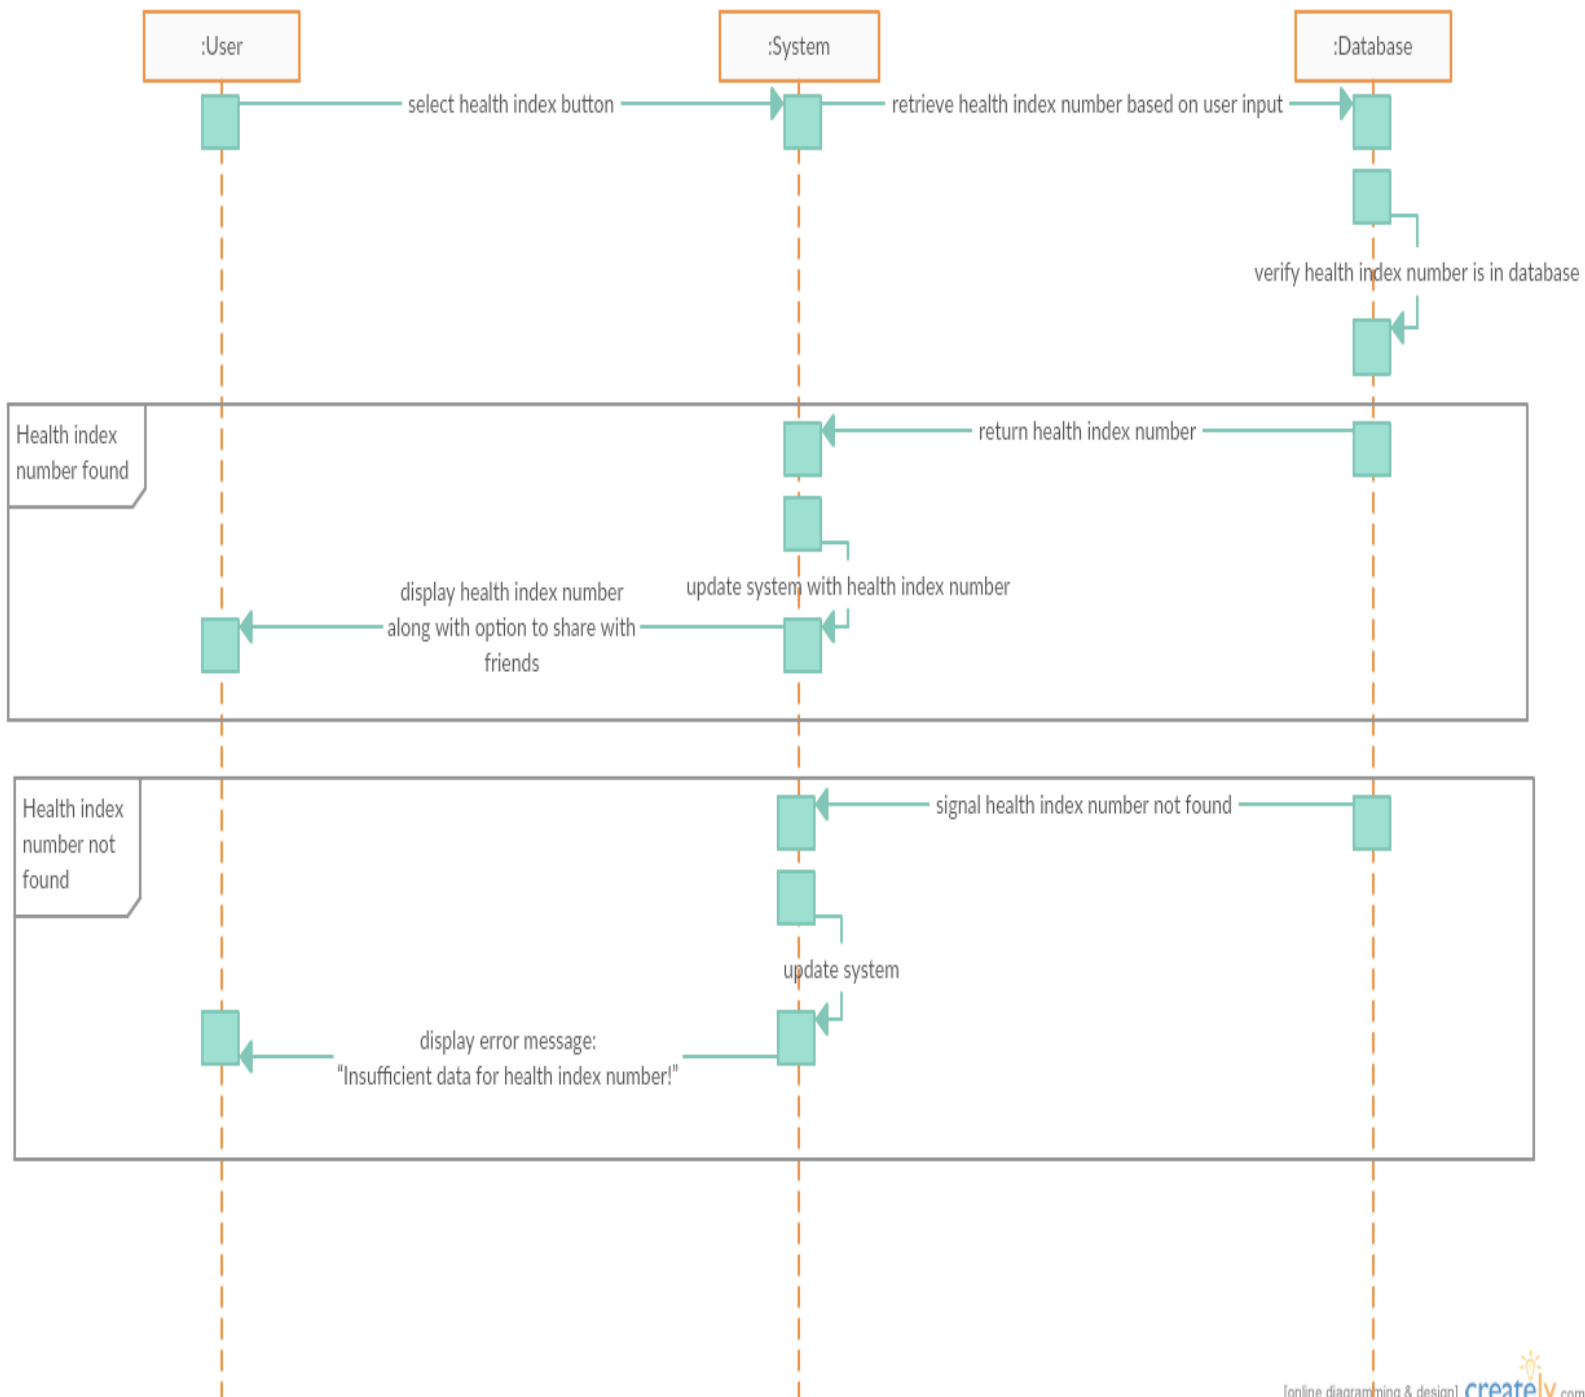 :User
:System
:Database
select health index button
retrieve health index number based on user input
verify health index number is in database
Health index
number found
return health index number
update system with health index number
display health index number
along with option to share with
friends
Health index
number not
found
signal health index number not found
update system
display error message:
“Insufficient data for health index number!”
[online diagramming & design] creately.com